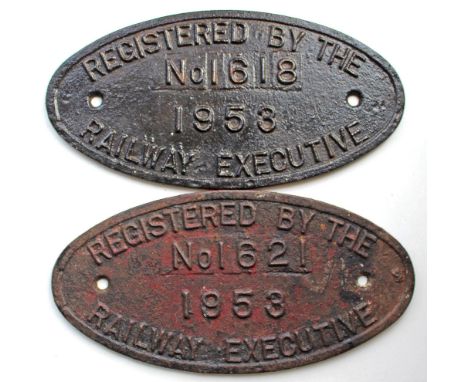 REGISTERED BY THE
No 1618
1953
RAILWAY EXECUTIVE
REGISTERED BY THE
No 1621
1953
RAILWAY EXECUTIVE